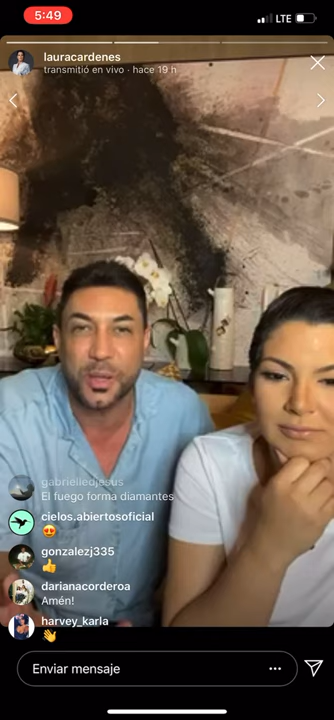 5:49
LTE
lauracardenes
transmitió en vivo · hace 19 h
gabrielledjesus
El fuego forma diamantes
cielos.abiertosoficial
😍
gonzalezj335
👍
darianacorderoa
Amén!
harvey_karla
👋
Enviar mensaje